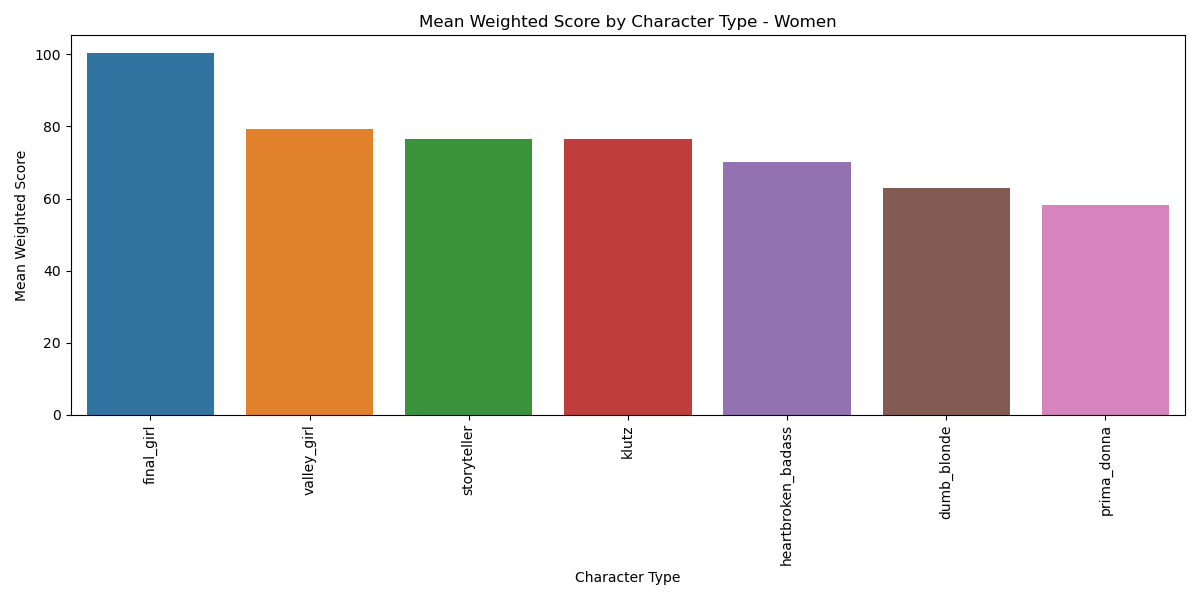 Mean Weighted Score by Character Type - Women
Mean Weighted Score
100
80
60
40
20
0
final_girl
valley_girl
storyteller
klutz
heartbroken_badass
dumb_blonde
prima_donna
Character Type